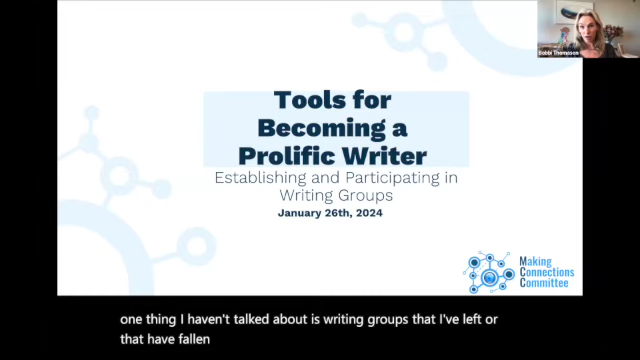 Bobbi Thomason
Tools for
Becoming a
Prolific Writer
Establishing and Participating in
Writing Groups
January 26th, 2024
Making
Connections
Committee
one thing I haven't talked about is writing groups that I've left or
that have fallen